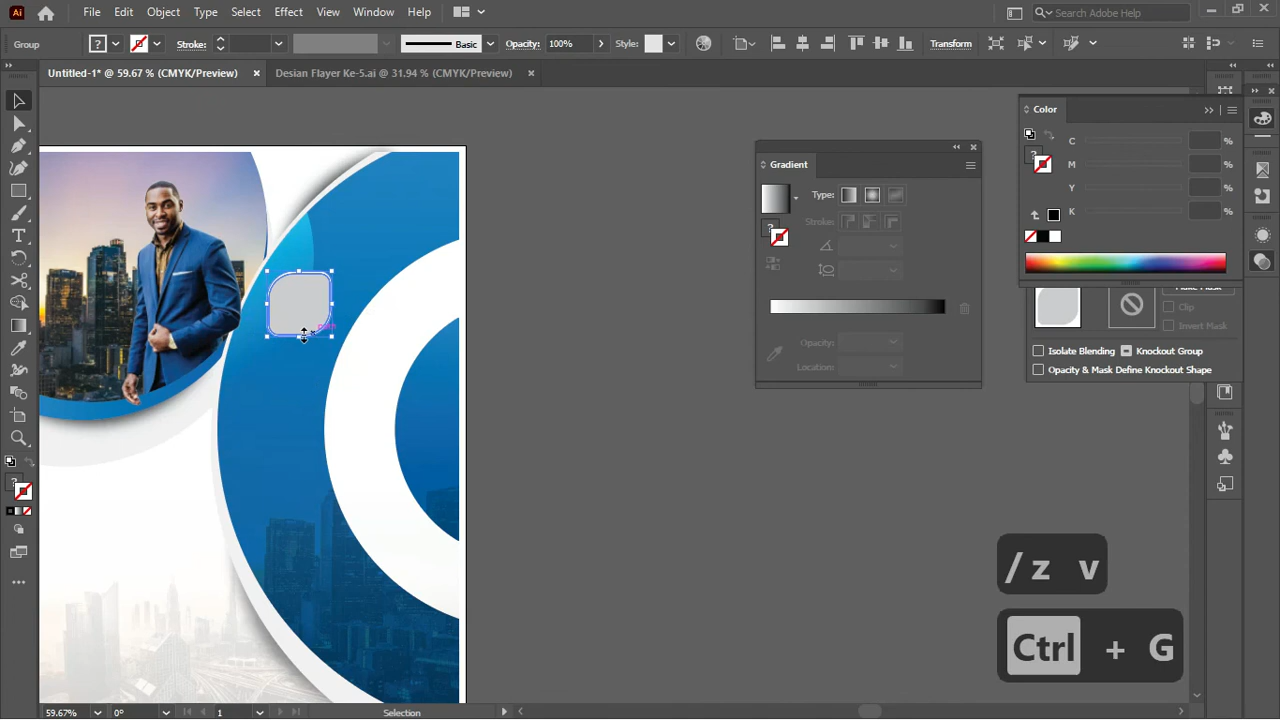 Ai File Edit Object Type Select Effect View Window Help Search Adobe Help
Group ? Stroke: Basic Opacity: 100% Style: Transform
Untitled-1* @ 59.67 % (CMYK/Preview) × Desian Flayer Ke-5.ai @ 31.94 % (CMYK/Preview) ×
Color
C %
M %
Y %
K %
Gradient
Type:
Stroke:
Opacity:
Location:
path
Make Mask
Clip
Invert Mask
Isolate Blending Knockout Group
Opacity & Mask Define Knockout Shape
/ z v
Ctrl + G
59.67% 0° 1 Selection